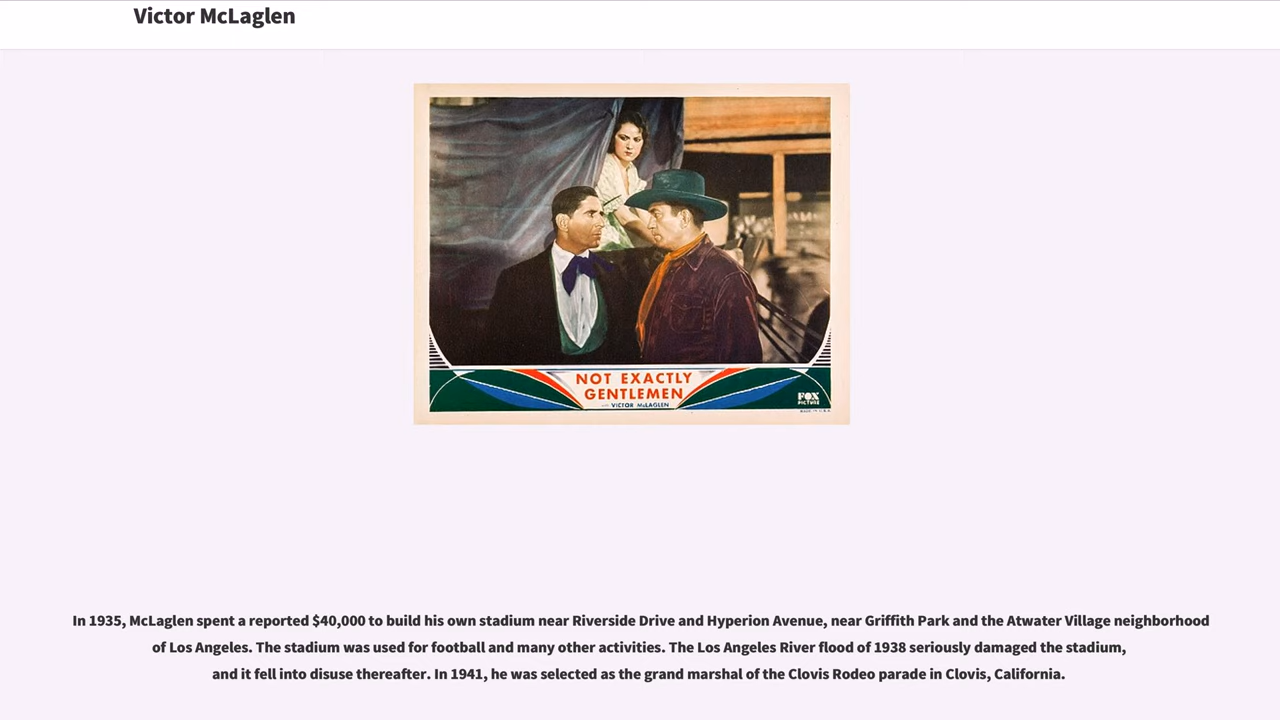 Victor McLaglen
NOT EXACTLY
GENTLEMEN
VICTOR McLAGLEN
FOX
PICTURE
MADE IN U.S.A
In 1935, McLaglen spent a reported $40,000 to build his own stadium near Riverside Drive and Hyperion Avenue, near Griffith Park and the Atwater Village neighborhood
of Los Angeles. The stadium was used for football and many other activities. The Los Angeles River flood of 1938 seriously damaged the stadium,
and it fell into disuse thereafter. In 1941, he was selected as the grand marshal of the Clovis Rodeo parade in Clovis, California.